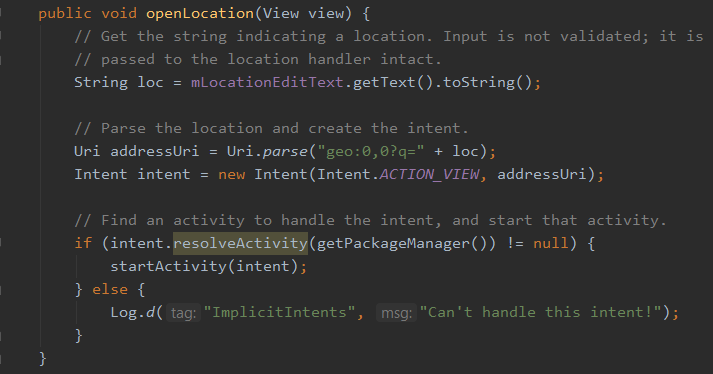 public void openLocation(View view) {
// Get the string indicating a location. Input is not validated; it is
// passed to the location handler intact.
String loc = mLocationEditText.getText().toString();
// Parse the location and create the intent.
Uri addressUri = Uri.parse("geo:0,0?q=" + loc);
Intent intent = new Intent(Intent.ACTION_VIEW, addressUri);
// Find an activity to handle the intent, and start that activity.
if (intent.resolveActivity(getPackageManager()) != null) {
startActivity(intent);
} else {
Log.d( tag: "ImplicitIntents", msg: "Can't handle this intent!");
}
}